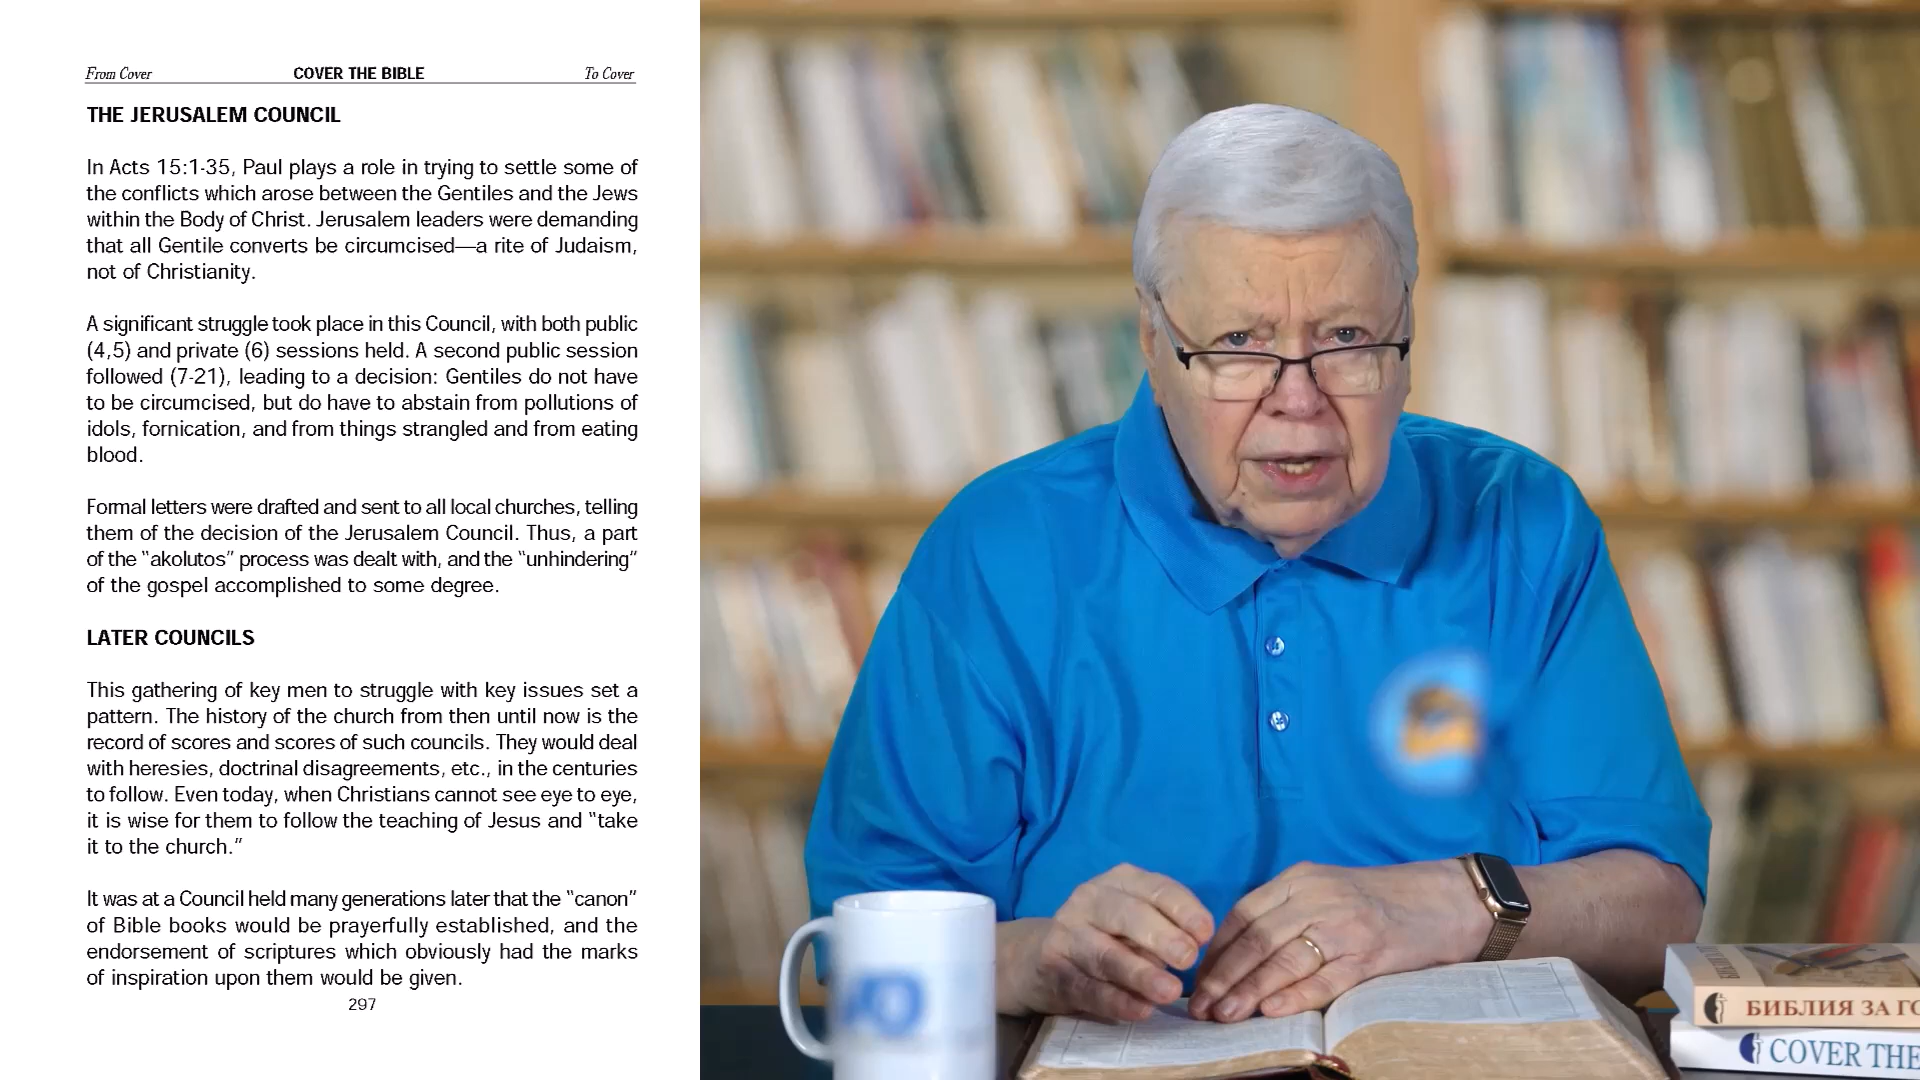 From Cover COVER THE BIBLE To Cover
THE JERUSALEM COUNCIL
In Acts 15:1-35, Paul plays a role in trying to settle some of
the conflicts which arose between the Gentiles and the Jews
within the Body of Christ. Jerusalem leaders were demanding
that all Gentile converts be circumcised—a rite of Judaism,
not of Christianity.
A significant struggle took place in this Council, with both public
(4,5) and private (6) sessions held. A second public session
followed (7-21), leading to a decision: Gentiles do not have
to be circumcised, but do have to abstain from pollutions of
idols, fornication, and from things strangled and from eating
blood.
Formal letters were drafted and sent to all local churches, telling
them of the decision of the Jerusalem Council. Thus, a part
of the “akolutos” process was dealt with, and the “unhindering”
of the gospel accomplished to some degree.
LATER COUNCILS
This gathering of key men to struggle with key issues set a
pattern. The history of the church from then until now is the
record of scores and scores of such councils. They would deal
with heresies, doctrinal disagreements, etc., in the centuries
to follow. Even today, when Christians cannot see eye to eye,
it is wise for them to follow the teaching of Jesus and “take
it to the church.”
It was at a Council held many generations later that the “canon”
of Bible books would be prayerfully established, and the
endorsement of scriptures which obviously had the marks
of inspiration upon them would be given.
297
БИБЛИЯ ЗА
COVER THE